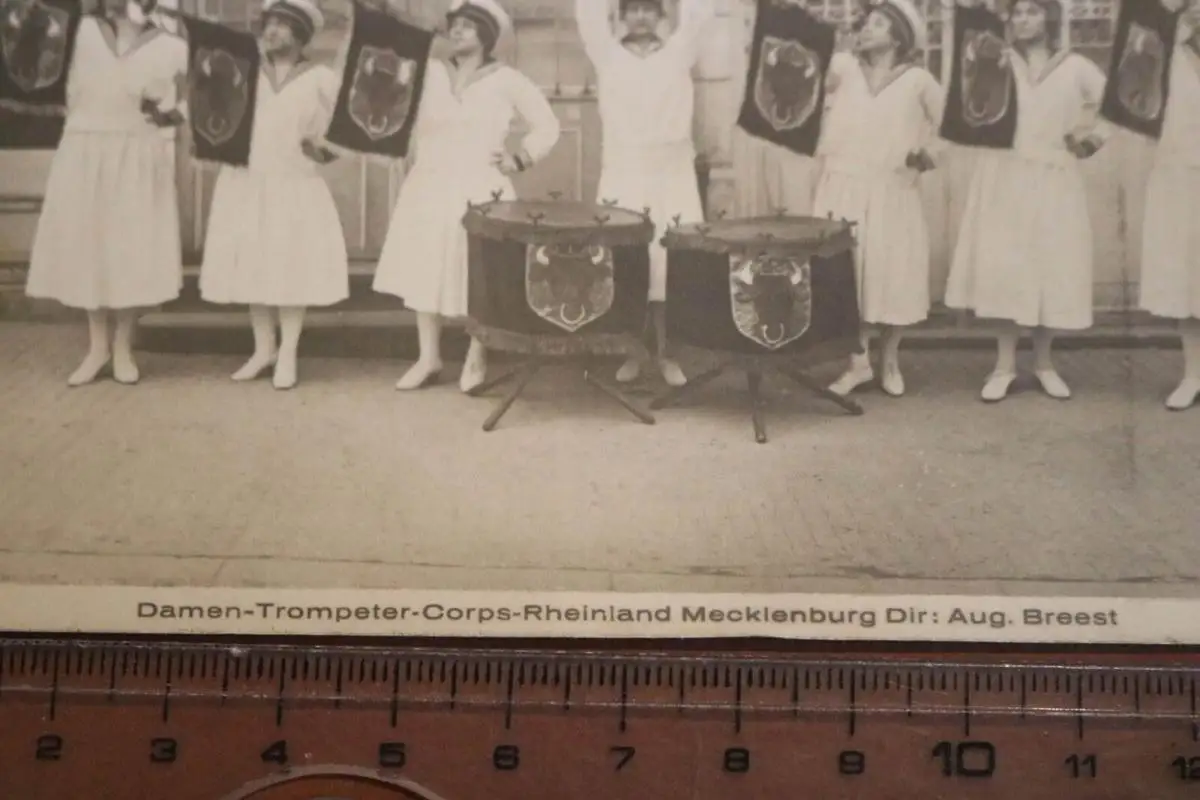 Damen-Trompeter-Corps-Rheinland Mecklenburg Dir: Aug. Breest
2 3 4 5 6 7 8 9 10 11 12